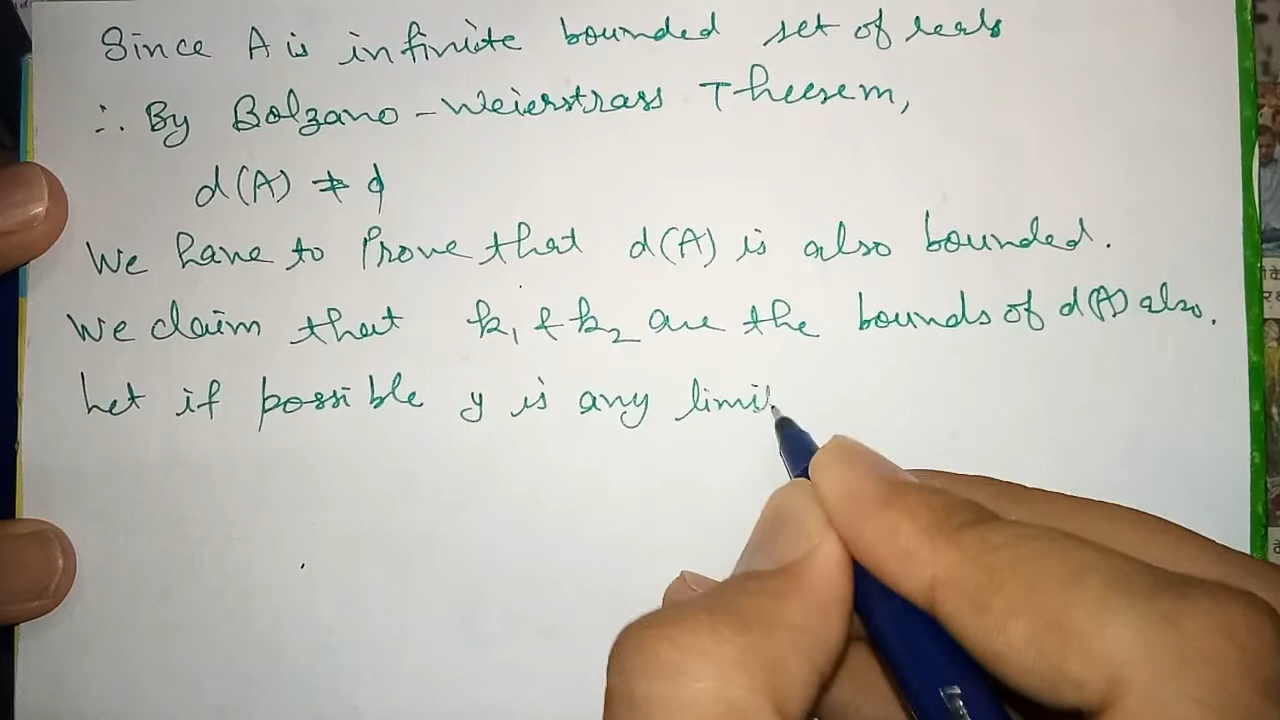 Since A is infinite bounded set of reals
∴ By Bolzano-Weierstrass Theorem,
d(A) ≠ ϕ
We have to Prove that d(A) is also bounded.
We claim that k₁ & k₂ are the bounds of d(A) also.
Let if possible y is any limi